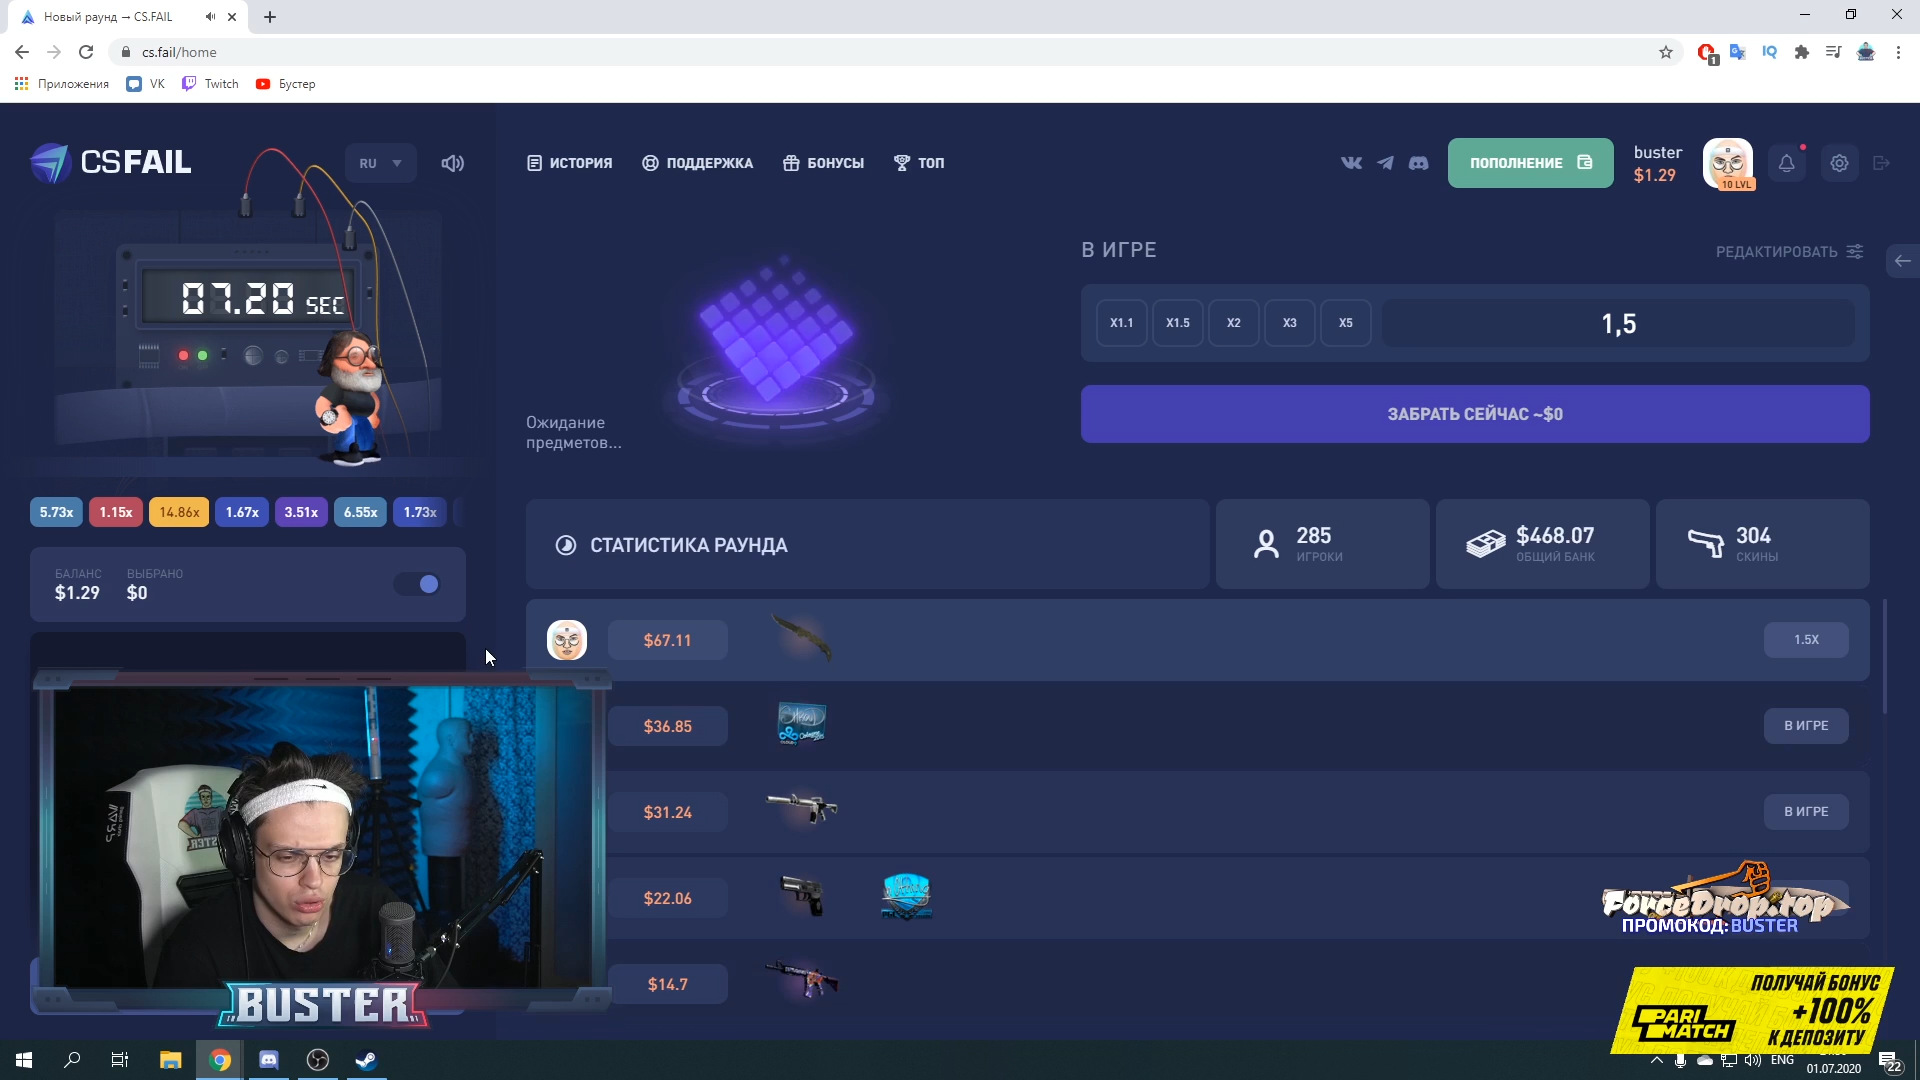 Новый раунд → CS.FAIL
cs.fail/home
1
IQ
Приложения
VK
Twitch
Бустер
CSFAIL
RU
ИСТОРИЯ
ПОДДЕРЖКА
БОНУСЫ
ТОП
ПОПОЛНЕНИЕ
buster
$1.29
10 LVL
07.20 SEC
Ожидание
предметов...
В ИГРЕ
РЕДАКТИРОВАТЬ
X1.1
X1.5
X2
X3
X5
1,5
ЗАБРАТЬ СЕЙЧАС ~$0
5.73x
1.15x
14.86x
1.67x
3.51x
6.55x
1.73x
БАЛАНС
$1.29
ВЫБРАНО
$0
СТАТИСТИКА РАУНДА
285
ИГРОКИ
$468.07
ОБЩИЙ БАНК
304
СКИНЫ
$67.11
1.5X
$36.85
В ИГРЕ
$31.24
В ИГРЕ
$22.06
$14.7
BUSTER
ForceDrop.top
ПРОМОКОД:BUSTER
ПОЛУЧАЙ БОНУС
+100%
К ДЕПОЗИТУ
PARI
MATCH
ENG
01.07.2020
22